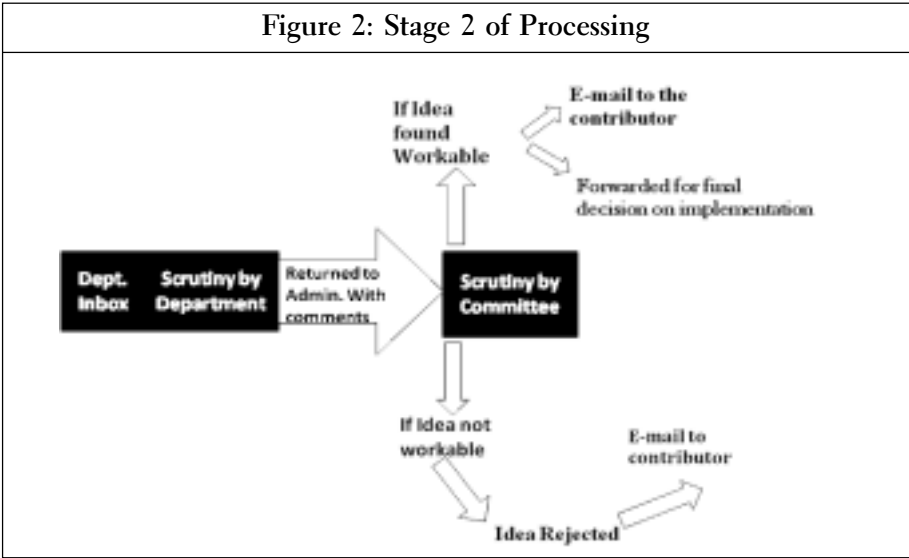 Figure 2: Stage 2 of Processing
If Idea
found
Workable
E-mail to the
contributor
Forwarded for final
decision on implementation
Dept.
Inbox
Scrutiny by
Department
Returned to
Admin. With
comments
Scrutiny by
Committee
If Idea not
workable
E-mail to
contributor
Idea Rejected